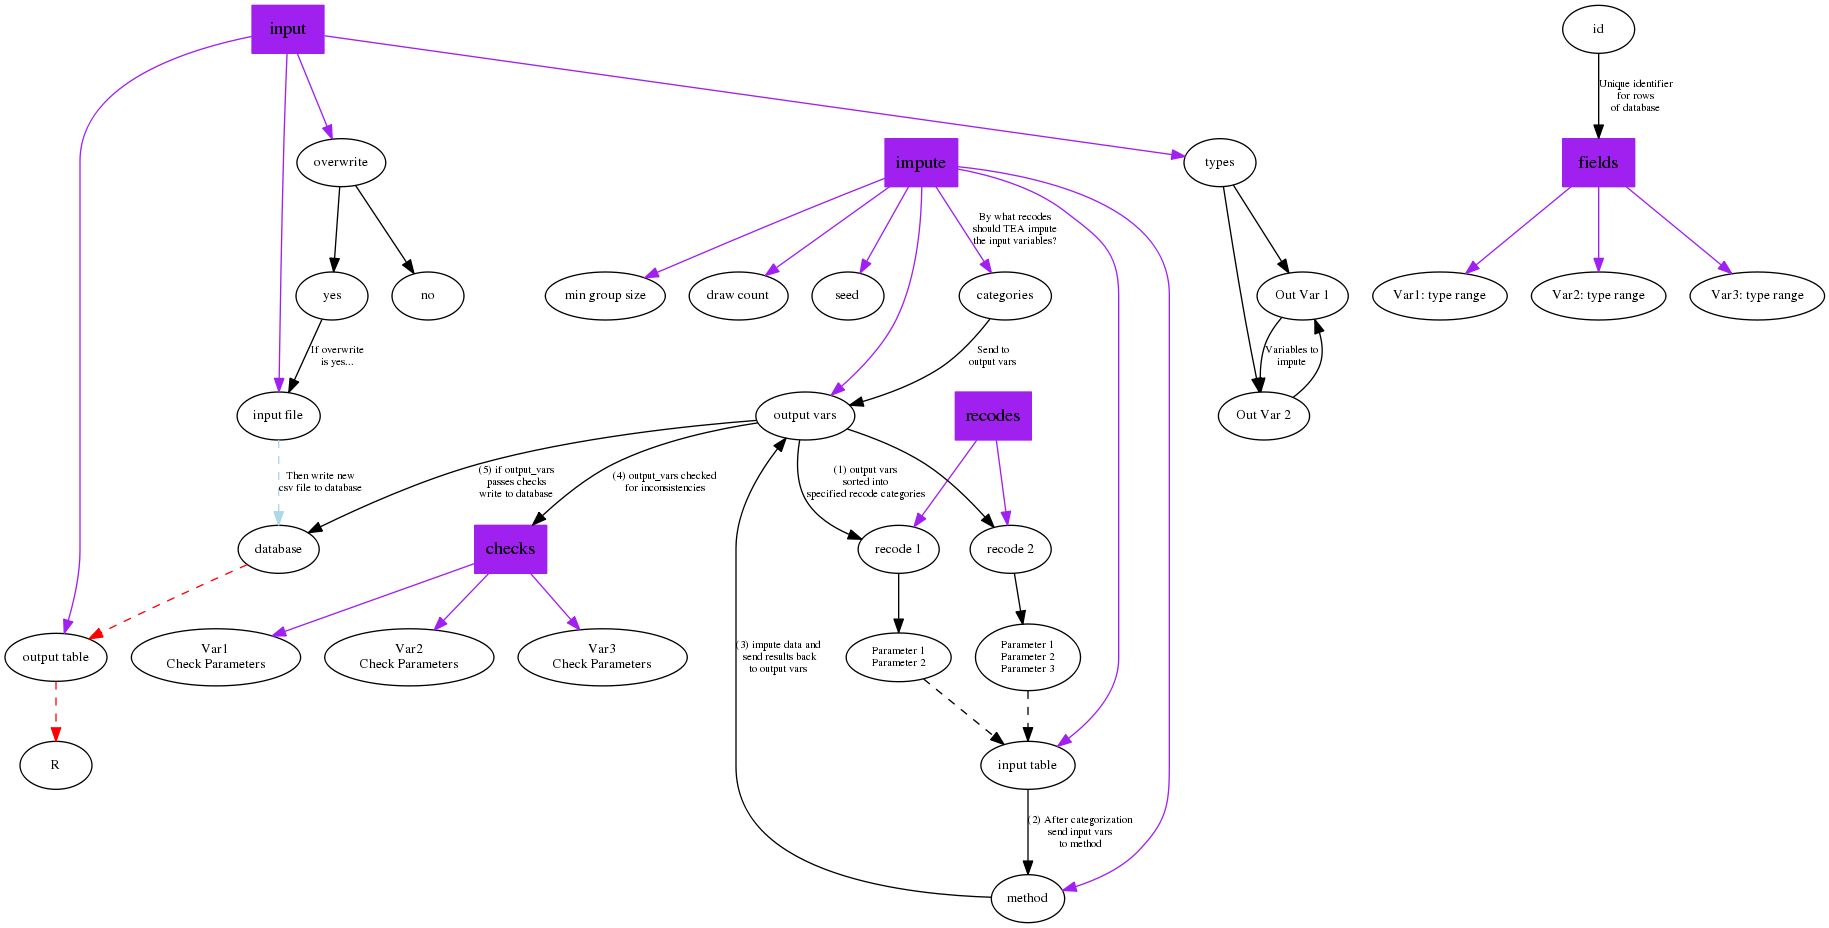 input
id
Unique identifier
for rows
of database
overwrite
impute
types
fields
By what recodes
should TEA impute
the input variables?
yes
no
min group size
draw count
seed
categories
Out Var 1
Var1: type range
Var2: type range
Var3: type range
If overwrite
is yes...
Send to
output vars
Variables to
impute
input file
output vars
recodes
Out Var 2
Then write new
csv file to database
(5) if output_vars
passes checks
write to database
(4) output_vars checked
for inconsistencies
(1) output vars
sorted into
specified recode categories
database
checks
recode 1
recode 2
output table
Var1
Check Parameters
Var2
Check Parameters
Var3
Check Parameters
(3) impute data and
send results back
to output vars
Parameter 1
Parameter 2
Parameter 1
Parameter 2
Parameter 3
R
input table
(2) After categorization
send input vars
to method
method